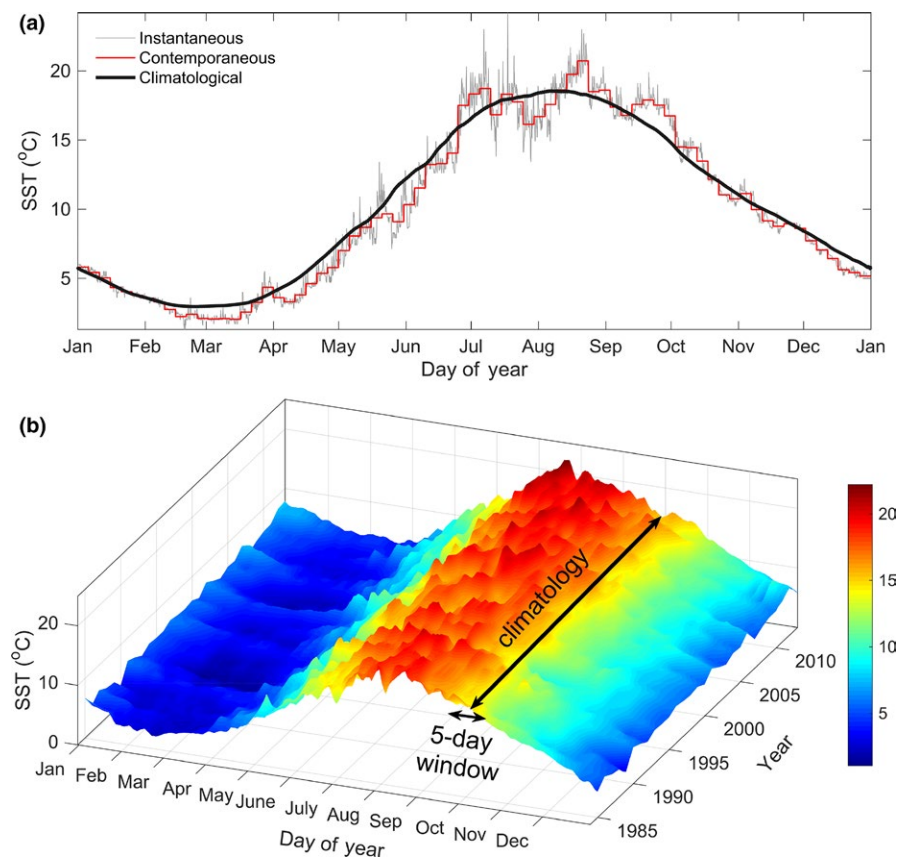 (a)
Instantaneous
Contemporaneous
Climatological
SST (°C)
20
15
10
5
Jan Feb Mar Apr May Jun Jul Aug Sep Oct Nov Dec Jan
Day of year
(b)
SST (°C)
20
10
0
climatology
5-day
window
Jan Feb Mar Apr May June July Aug Sep Oct Nov Dec
Day of year
1985 1990 1995 2000 2005 2010
Year
20
15
10
5